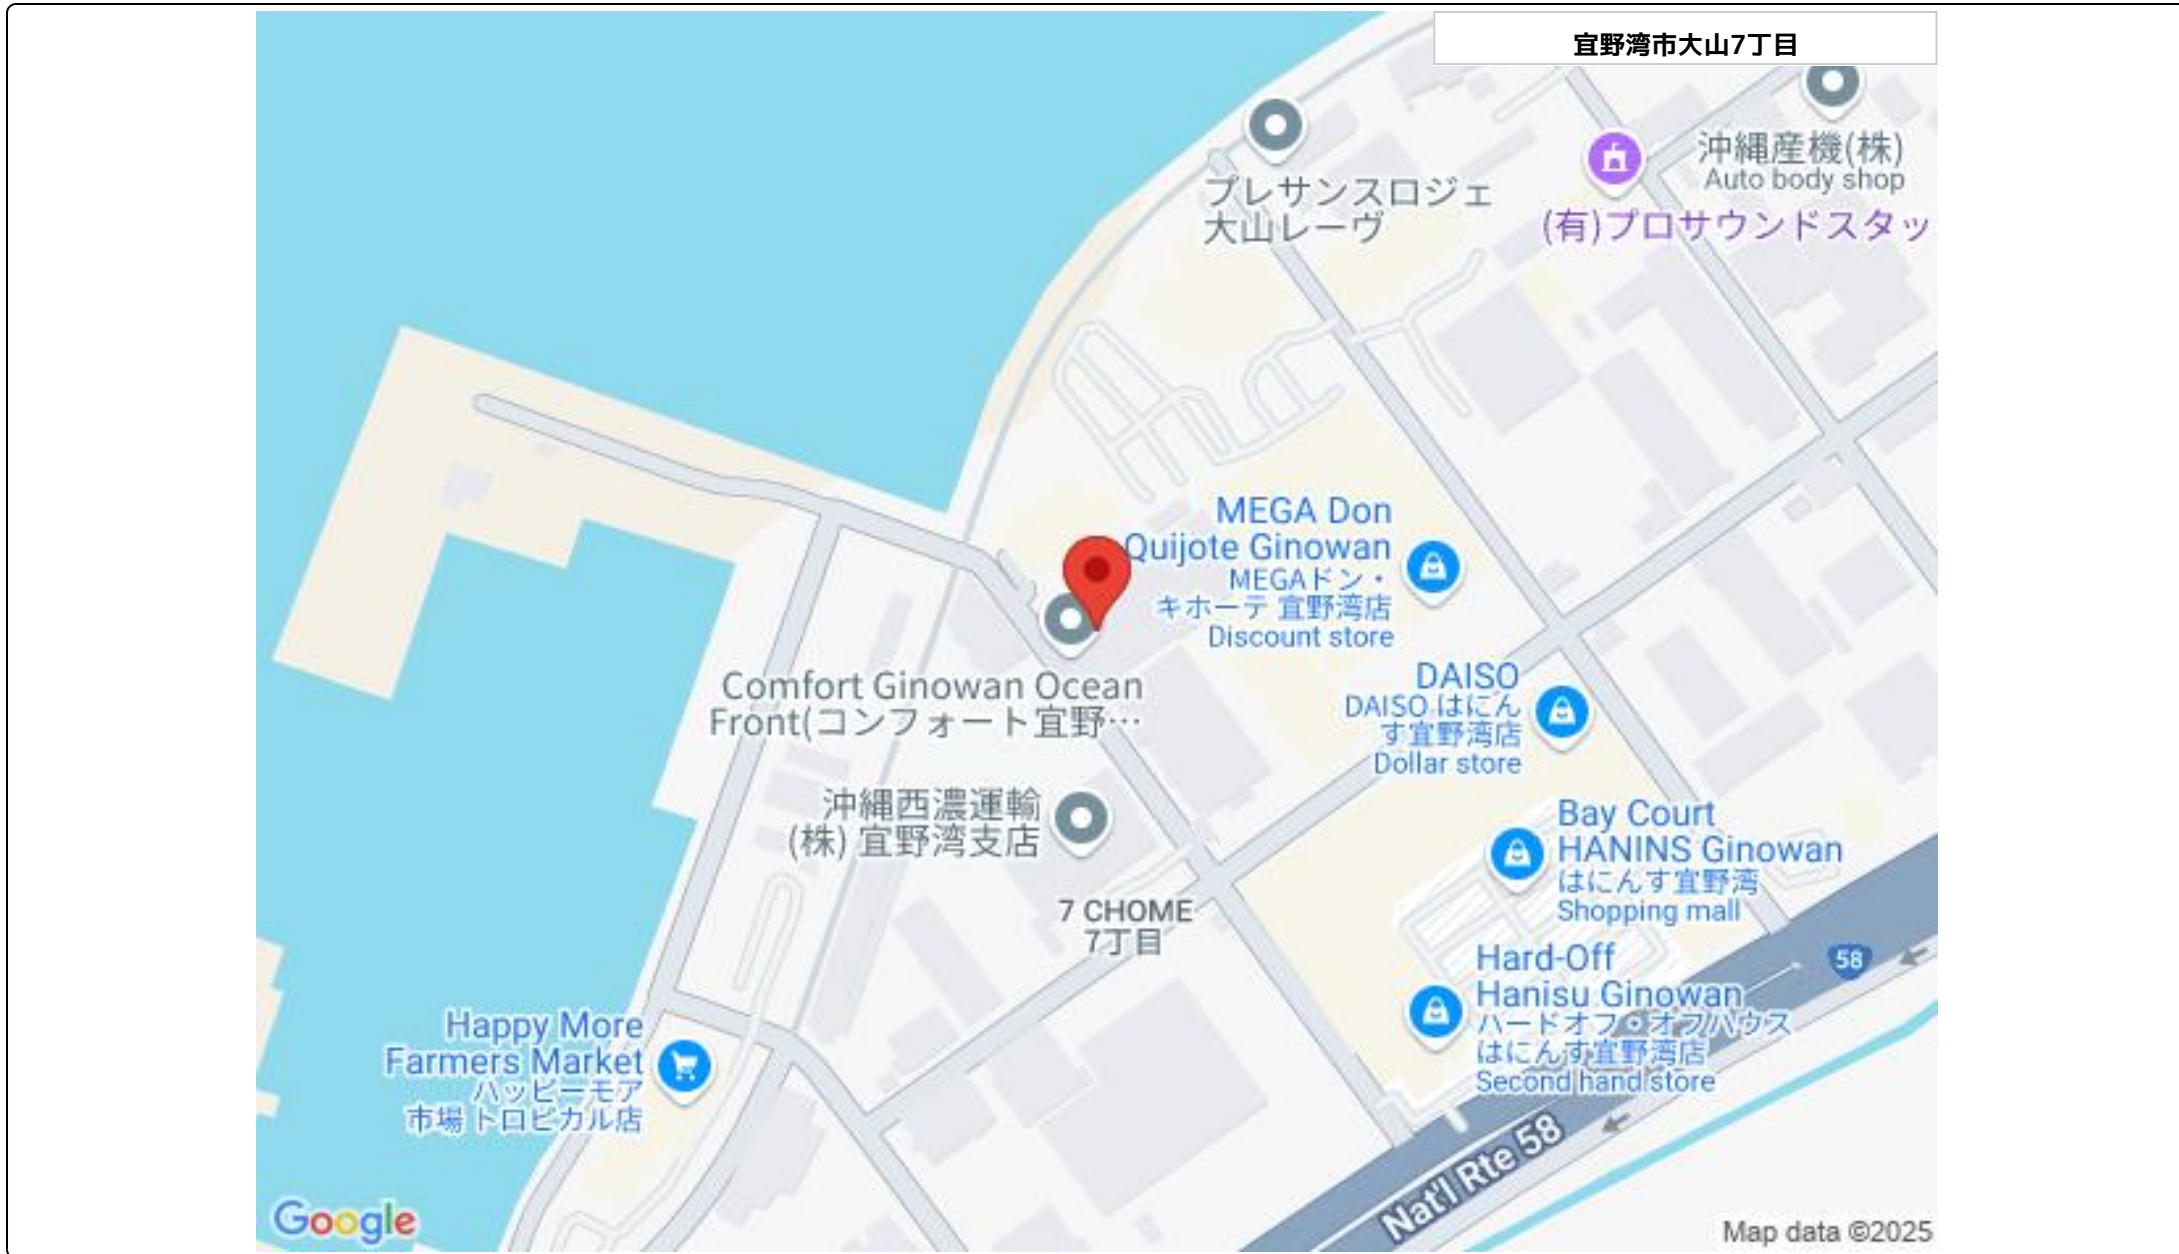 宜野湾市大山7丁目
プレサンスロジェ
大山レーヴ
沖縄産機(株)
Auto body shop
(有)プロサウンドスタッ
MEGA Don
Quijote Ginowan
MEGAドン・
キホーテ 宜野湾店
Discount store
Comfort Ginowan Ocean
Front(コンフォート宜野…
DAISO
DAISO はにん
す宜野湾店
Dollar store
沖縄西濃運輸
(株) 宜野湾支店
Bay Court
HANINS Ginowan
はにんす宜野湾
Shopping mall
7 CHOME
7丁目
Hard-Off
Hanisu Ginowan
ハードオフ・オフハウス
はにんす宜野湾店
Second hand store
58
Happy More
Farmers Market
ハッピーモア
市場 トロピカル店
Nat'l Rte 58
Google
Map data ©2025